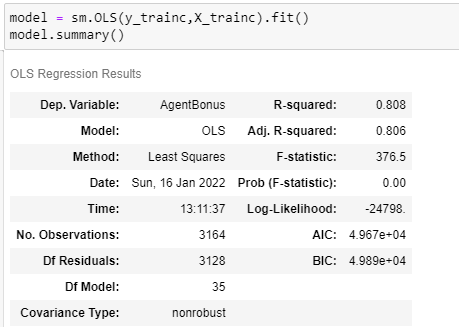 model = sm.OLS(y_trainc,X_trainc).fit()
model.summary()
OLS Regression Results
Dep. Variable: AgentBonus R-squared: 0.808
Model: OLS Adj. R-squared: 0.806
Method: Least Squares F-statistic: 376.5
Date: Sun, 16 Jan 2022 Prob (F-statistic): 0.00
Time: 13:11:37 Log-Likelihood: -24798.
No. Observations: 3164 AIC: 4.967e+04
Df Residuals: 3128 BIC: 4.989e+04
Df Model: 35
Covariance Type: nonrobust